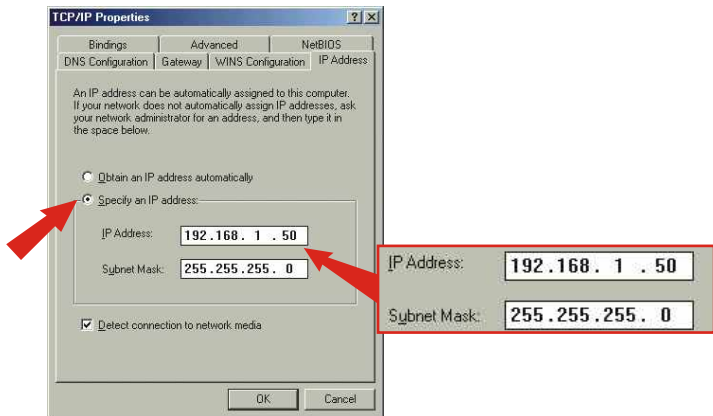 TCP/IP Properties
Bindings Advanced NetBIOS
DNS Configuration Gateway WINS Configuration IP Address
An IP address can be automatically assigned to this computer.
If your network does not automatically assign IP addresses, ask
your network administrator for an address, and then type it in
the space below.
Obtain an IP address automatically
Specify an IP address:
IP Address: 192.168. 1 .50
Subnet Mask: 255.255.255. 0
Detect connection to network media
OK Cancel
IP Address: 192.168. 1 .50
Subnet Mask: 255.255.255. 0